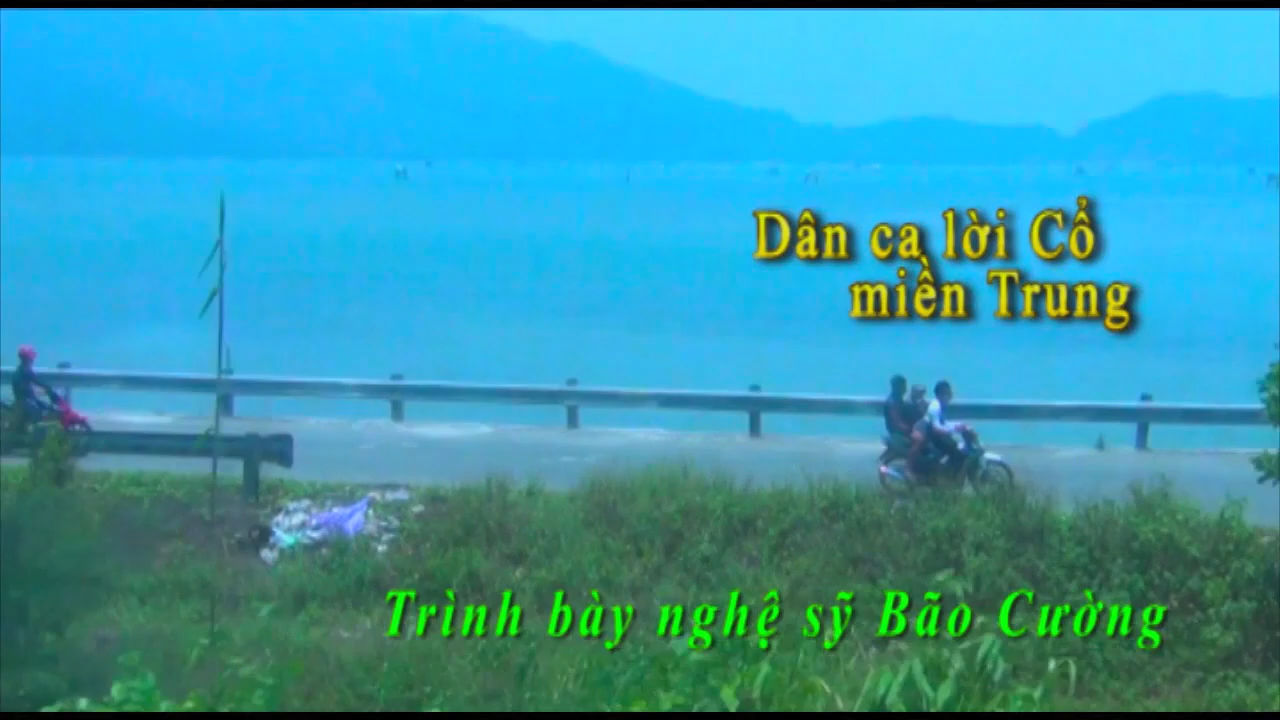 Dân ca lời Cổ
miền Trung
Trình bày nghệ sỹ Bão Cường